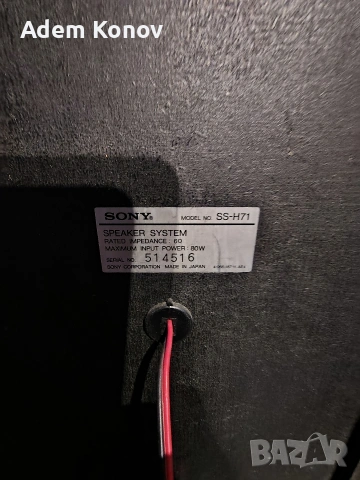 Adem Konov
SONY® MODEL NO. SS-H71
SPEAKER SYSTEM
RATED IMPEDANCE : 6Ω
MAXIMUM INPUT POWER : 80W
SERIAL NO. 514516
SONY CORPORATION MADE IN JAPAN
BAZAR